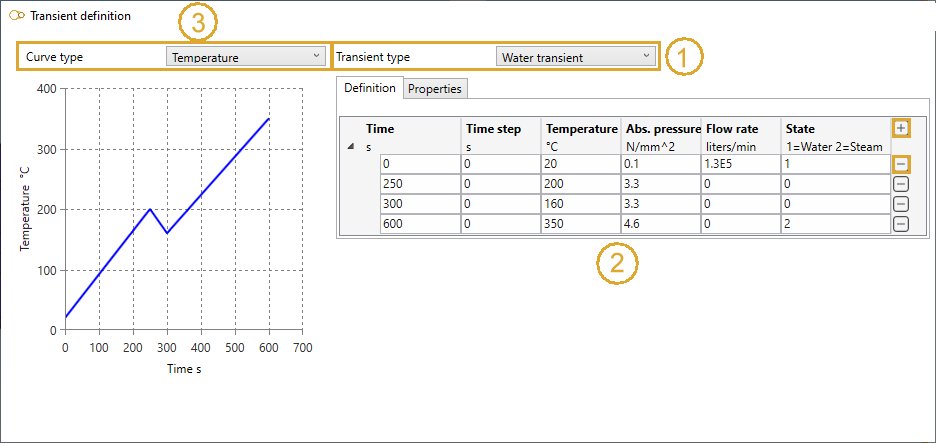 Transient definition
3
Curve type Temperature Transient type Water transient 1
Definition Properties
Time Time step Temperature Abs. pressure Flow rate State +
s s °C N/mm^2 liters/min 1=Water 2=Steam
0 0 20 0.1 1.3E5 1 −
250 0 200 3.3 0 0 −
300 0 160 3.3 0 0 −
600 0 350 4.6 0 2 −
2
Temperature °C
400
300
200
100
0
0 100 200 300 400 500 600 700
Time s